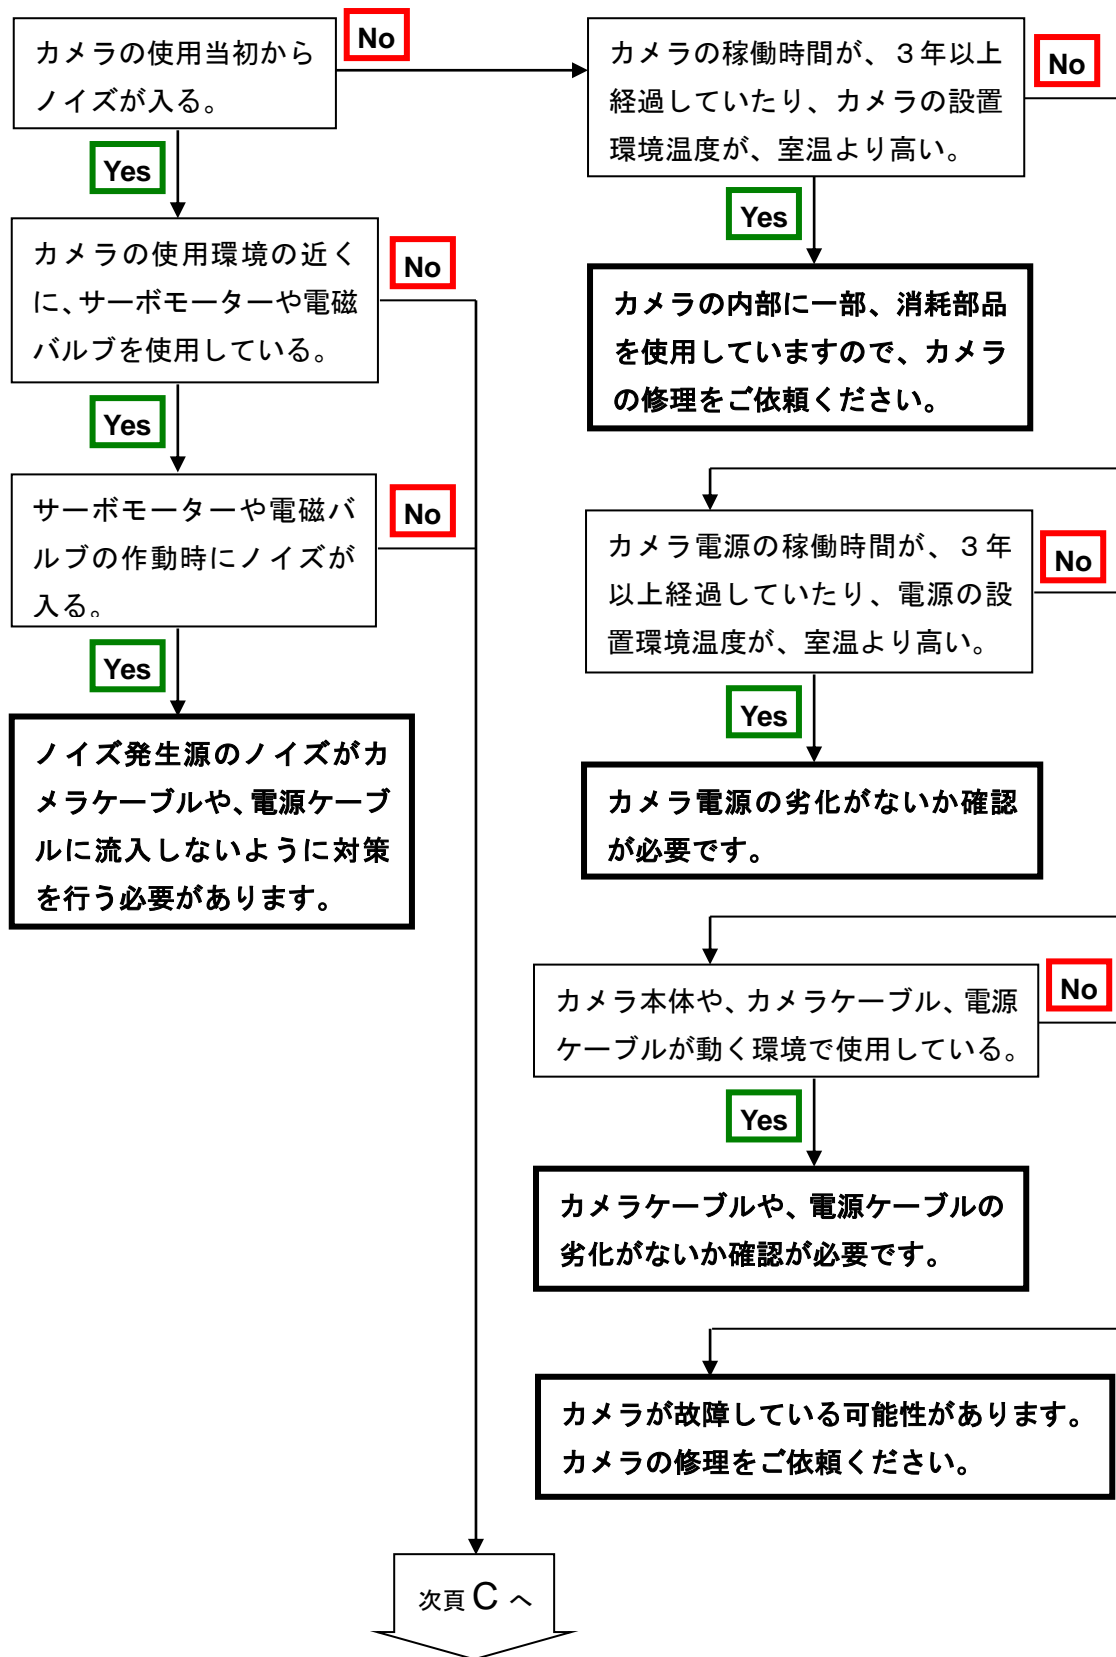 カメラの使用当初から
ノイズが入る。
No
Yes
カメラの使用環境の近く
に、サーボモーターや電磁
バルブを使用している。
No
Yes
サーボモーターや電磁バ
ルブの作動時にノイズが
入る。
No
Yes
ノイズ発生源のノイズがカ
メラケーブルや、電源ケーブ
ルに流入しないように対策
を行う必要があります。
カメラの稼働時間が、３年以上
経過していたり、カメラの設置
環境温度が、室温より高い。
No
Yes
カメラの内部に一部、消耗部品
を使用していますので、カメラ
の修理をご依頼ください。
カメラ電源の稼働時間が、３年
以上経過していたり、電源の設
置環境温度が、室温より高い。
No
Yes
カメラ電源の劣化がないか確認
が必要です。
カメラ本体や、カメラケーブル、電源
ケーブルが動く環境で使用している。
No
Yes
カメラケーブルや、電源ケーブルの
劣化がないか確認が必要です。
カメラが故障している可能性があります。
カメラの修理をご依頼ください。
次頁 C へ